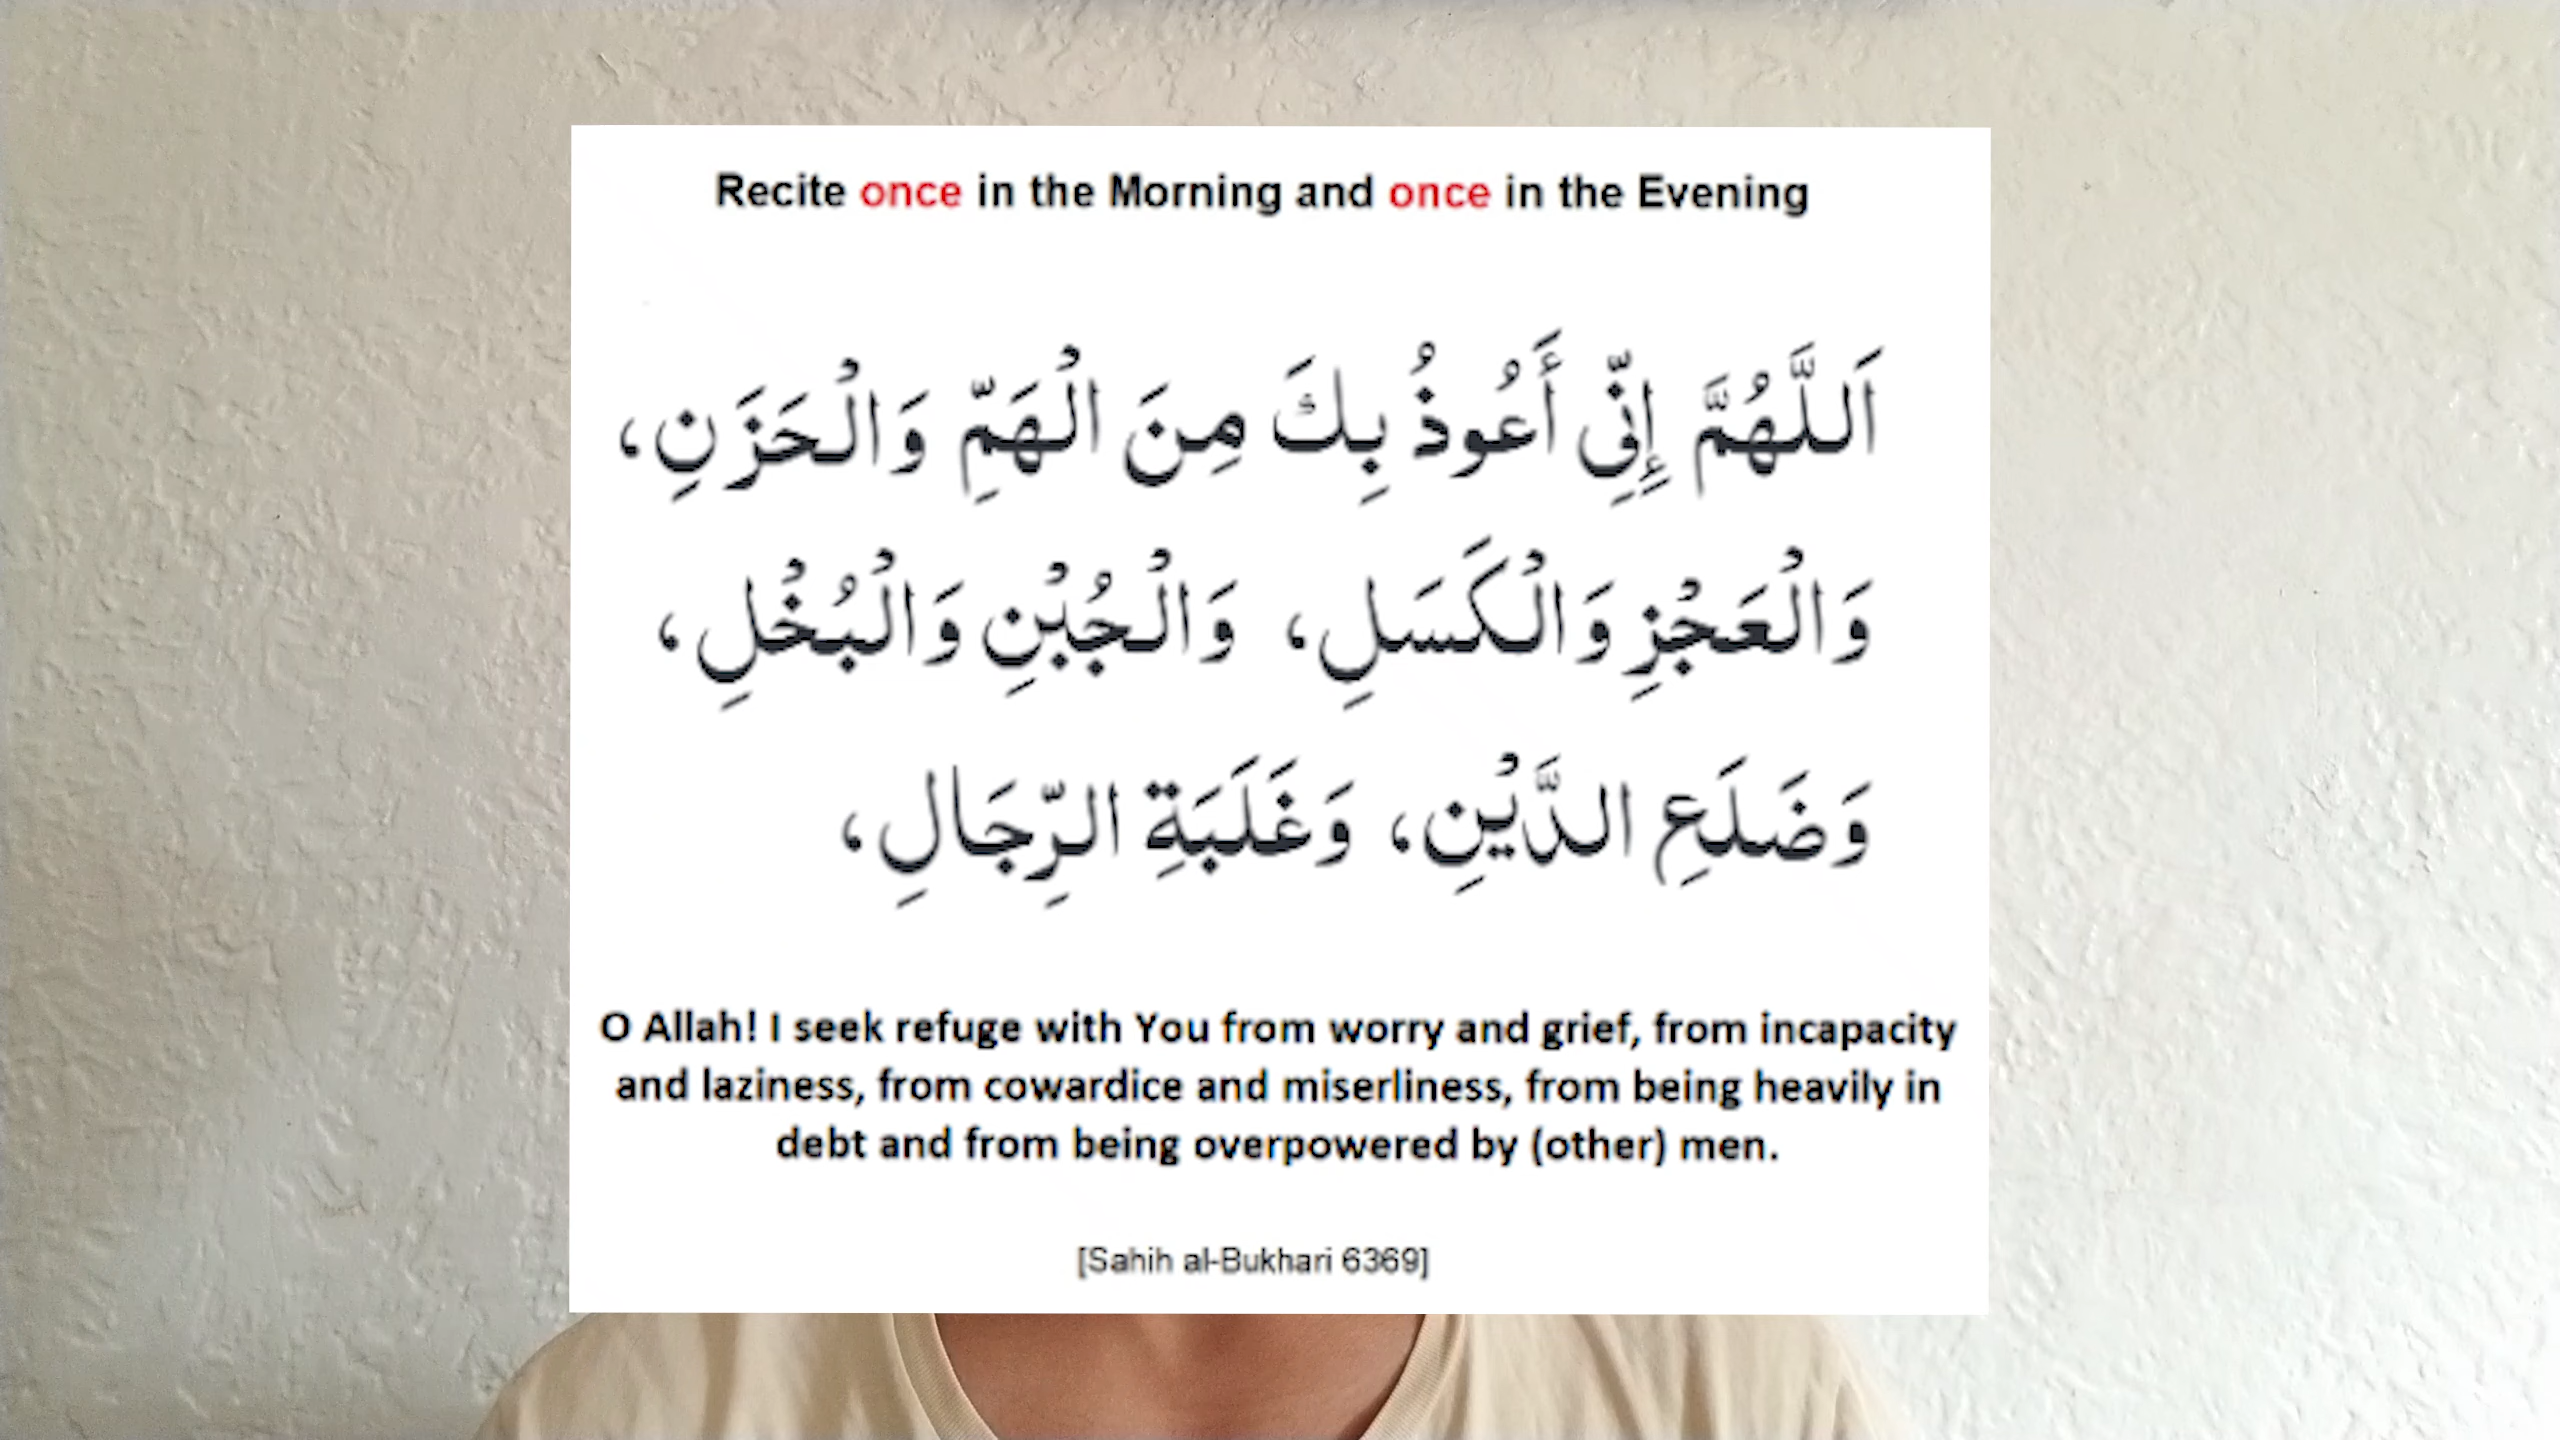 Recite once in the Morning and once in the Evening
اَللَّهُمَّ إِنِّى أَعُوذُ بِكَ مِنَ الْهَمِّ وَالْحَزَنِ،
وَالْعَجْزِ وَالْكَسَلِ، وَالْجُبْنِ وَالْبُخْلِ،
وَضَلَعِ الدَّيْنِ، وَغَلَبَةِ الرِّجَالِ،
O Allah! I seek refuge with You from worry and grief, from incapacity
and laziness, from cowardice and miserliness, from being heavily in
debt and from being overpowered by (other) men.
[Sahih al-Bukhari 6369]